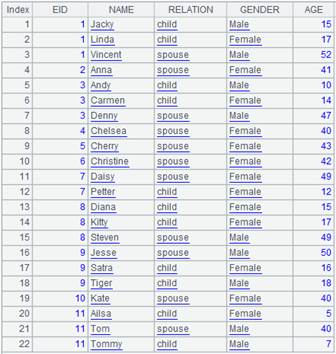 Index EID NAME RELATION GENDER AGE
1 1 Jacky child Male 15
2 1 Linda child Female 17
3 1 Vincent spouse Male 52
4 2 Anna spouse Female 41
5 3 Andy child Male 10
6 3 Carmen child Female 14
7 3 Denny spouse Male 47
8 4 Chelsea spouse Female 40
9 5 Cherry spouse Female 43
10 6 Christine spouse Female 42
11 7 Daisy spouse Female 49
12 7 Petter child Female 12
13 8 Diana child Female 15
14 8 Kitty child Female 17
15 8 Steven spouse Male 49
16 9 Jesse spouse Male 50
17 9 Satra child Female 16
18 9 Tiger child Male 18
19 10 Kate spouse Female 40
20 11 Ailsa child Female 5
21 11 Tom spouse Male 40
22 11 Tommy child Male 7